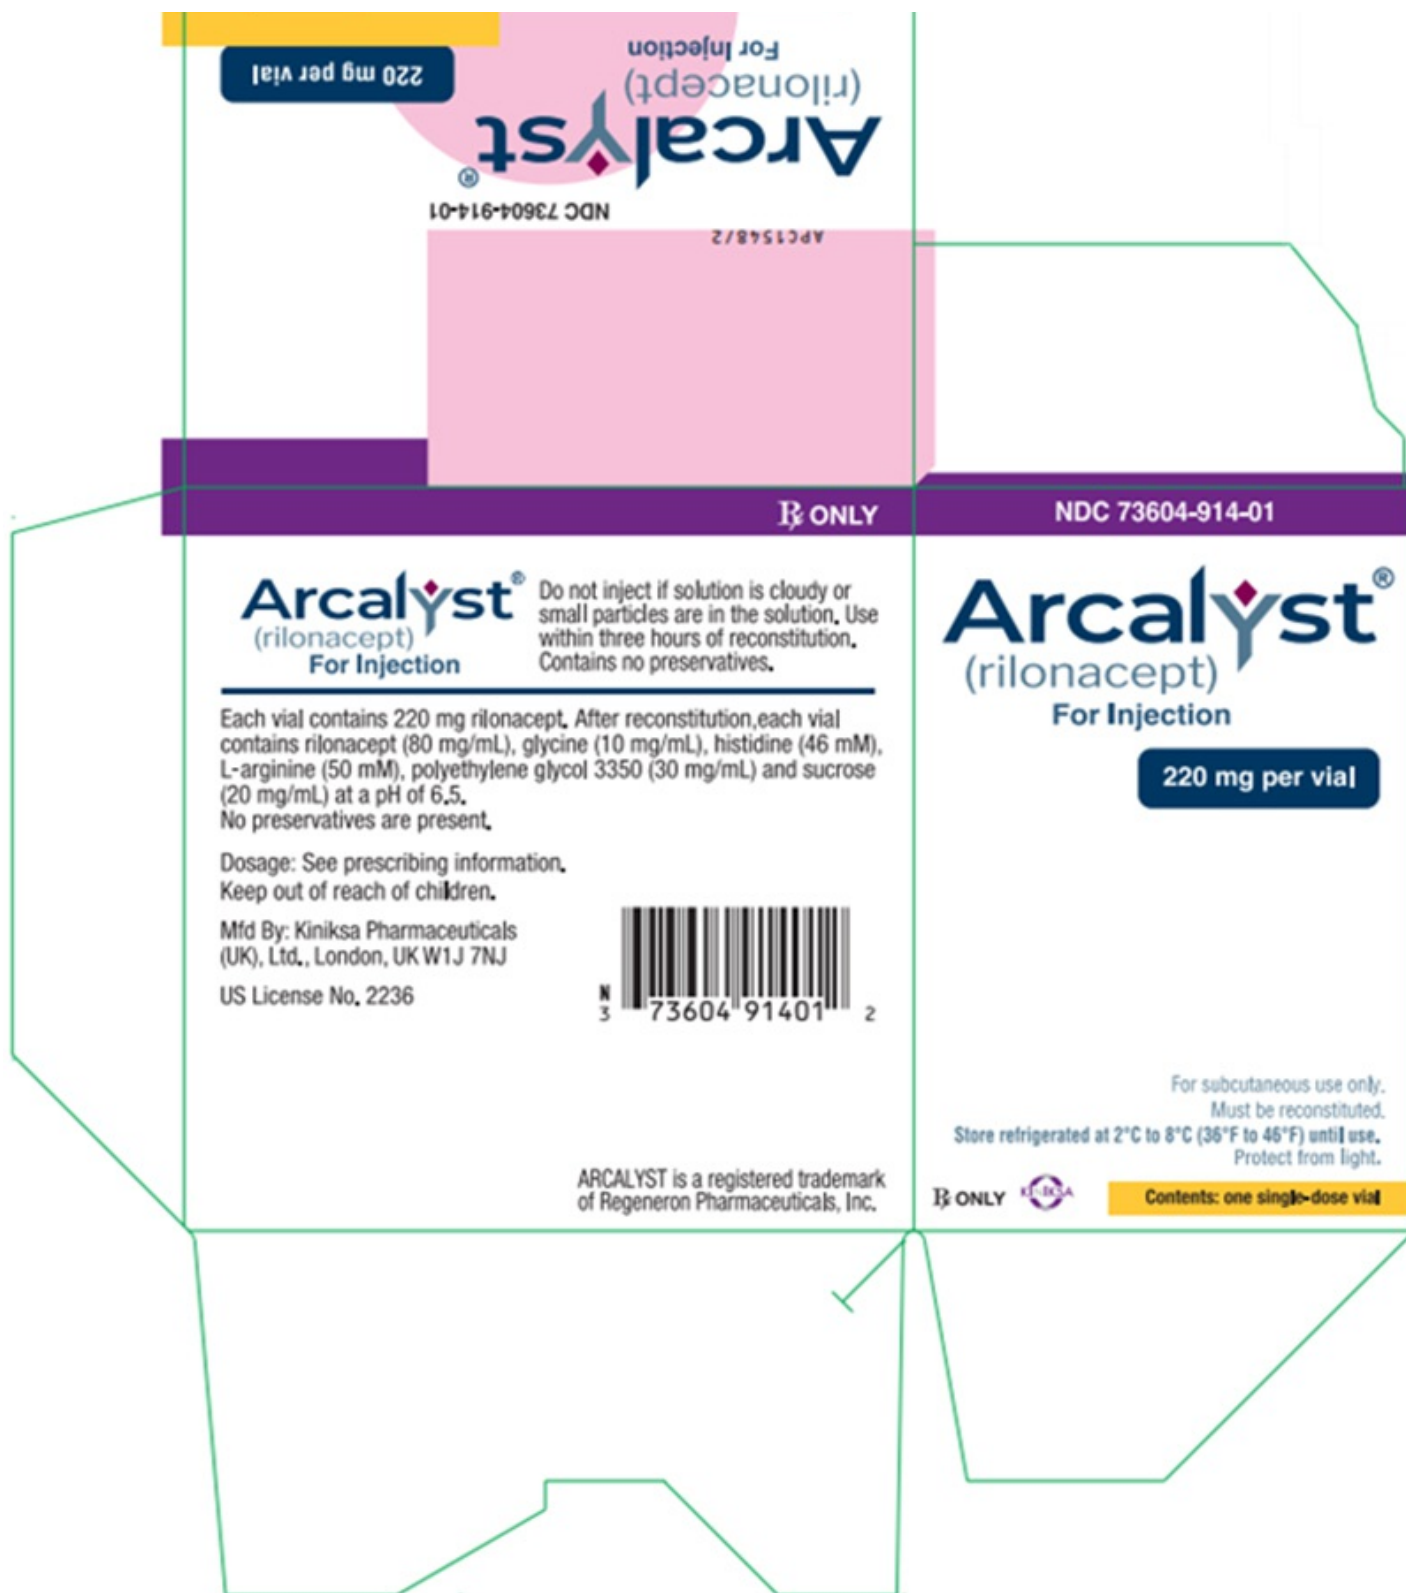 220 mg per vial
For Injection
(rilonacept)
Arcalyst®
NDC 73604-914-01
APC1548/2
Rx ONLY
NDC 73604-914-01
Arcalyst®
(rilonacept)
For Injection
Do not inject if solution is cloudy or
small particles are in the solution. Use
within three hours of reconstitution.
Contains no preservatives.
Each vial contains 220 mg rilonacept. After reconstitution,each vial
contains rilonacept (80 mg/mL), glycine (10 mg/mL), histidine (46 mM),
L-arginine (50 mM), polyethylene glycol 3350 (30 mg/mL) and sucrose
(20 mg/mL) at a pH of 6.5.
No preservatives are present.
Dosage: See prescribing information.
Keep out of reach of children.
Mfd By: Kiniksa Pharmaceuticals
(UK), Ltd., London, UK W1J 7NJ
US License No. 2236
N
3 73604 91401 2
ARCALYST is a registered trademark
of Regeneron Pharmaceuticals, Inc.
Arcalyst®
(rilonacept)
For Injection
220 mg per vial
For subcutaneous use only.
Must be reconstituted.
Store refrigerated at 2°C to 8°C (36°F to 46°F) until use.
Protect from light.
Rx ONLY
KINIKSA
Contents: one single-dose vial